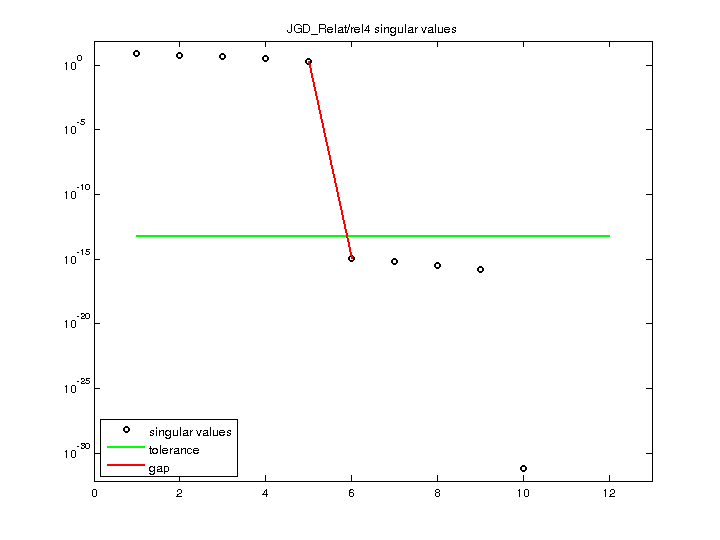 JGD_Relat/rel4 singular values
10^0
10^-5
10^-10
10^-15
10^-20
10^-25
10^-30
singular values
tolerance
gap
0 2 4 6 8 10 12